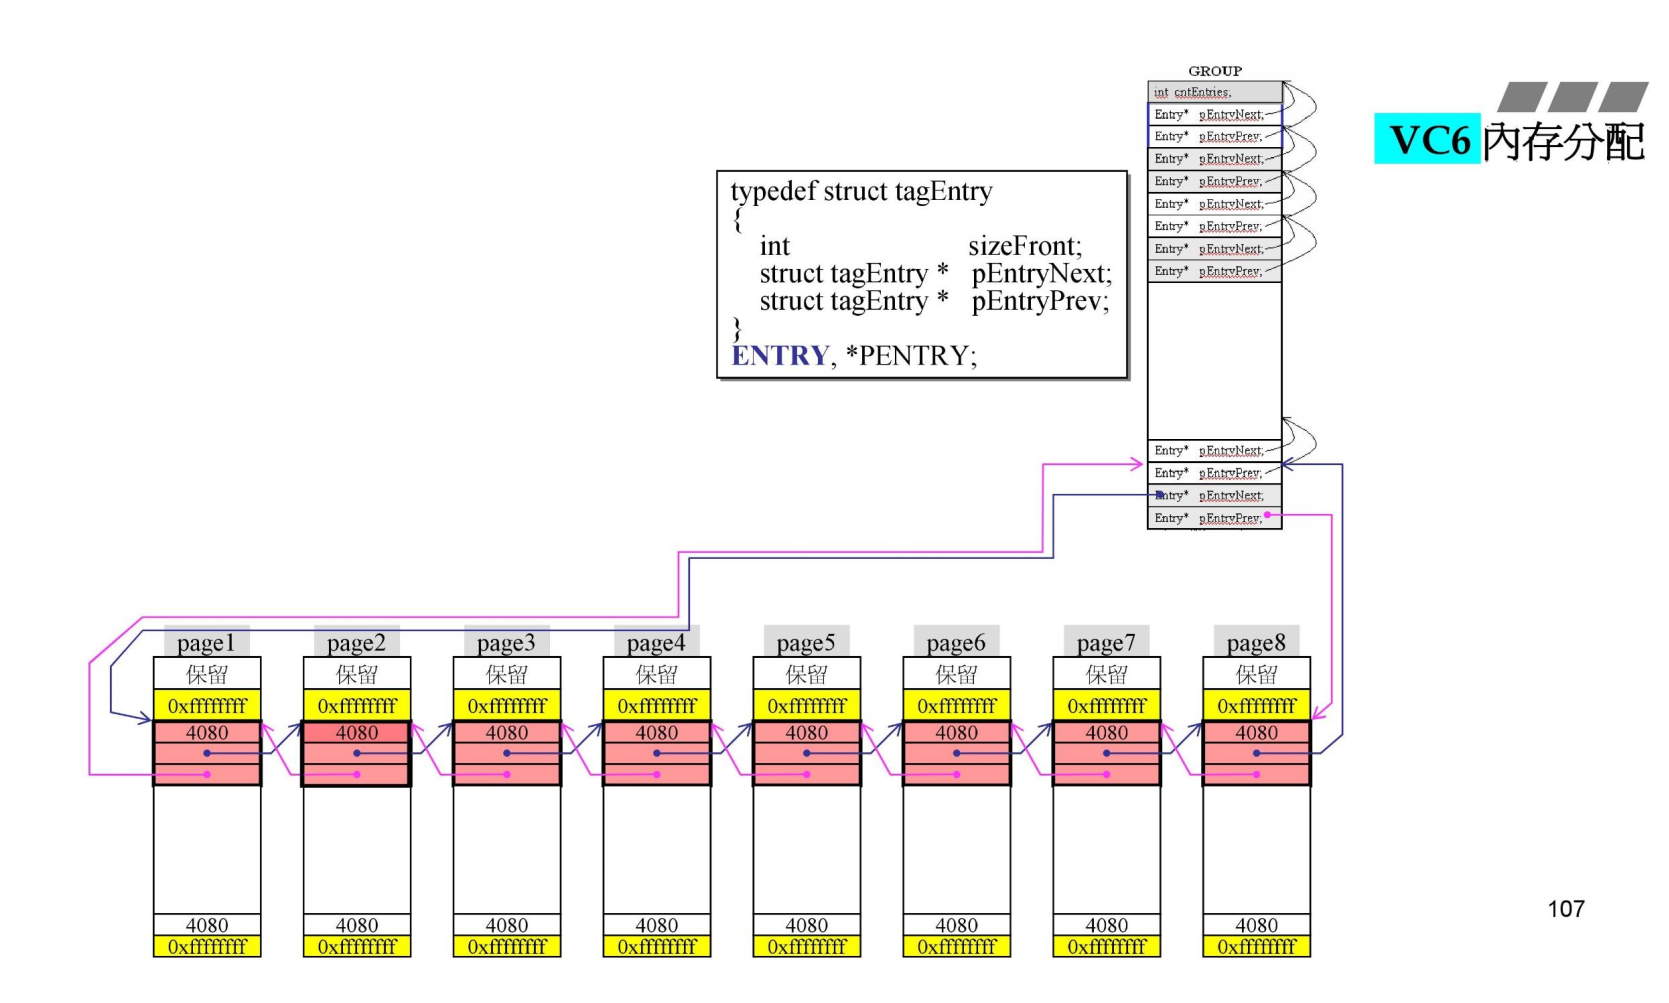 GROUP
int cntEntries;
Entry* pEntryNext;
Entry* pEntryPrev;
Entry* pEntryNext;
Entry* pEntryPrev;
Entry* pEntryNext;
Entry* pEntryPrev;
Entry* pEntryNext;
Entry* pEntryPrev;
Entry* pEntryNext;
Entry* pEntryPrev;
Entry* pEntryNext;
Entry* pEntryPrev;
VC6 內存分配
typedef struct tagEntry
{
int sizeFront;
struct tagEntry * pEntryNext;
struct tagEntry * pEntryPrev;
}
ENTRY, *PENTRY;
page1 page2 page3 page4 page5 page6 page7 page8
保留 保留 保留 保留 保留 保留 保留 保留
0xffffffff 0xffffffff 0xffffffff 0xffffffff 0xffffffff 0xffffffff 0xffffffff 0xffffffff
4080 4080 4080 4080 4080 4080 4080 4080
4080 4080 4080 4080 4080 4080 4080 4080
0xffffffff 0xffffffff 0xffffffff 0xffffffff 0xffffffff 0xffffffff 0xffffffff 0xffffffff
107